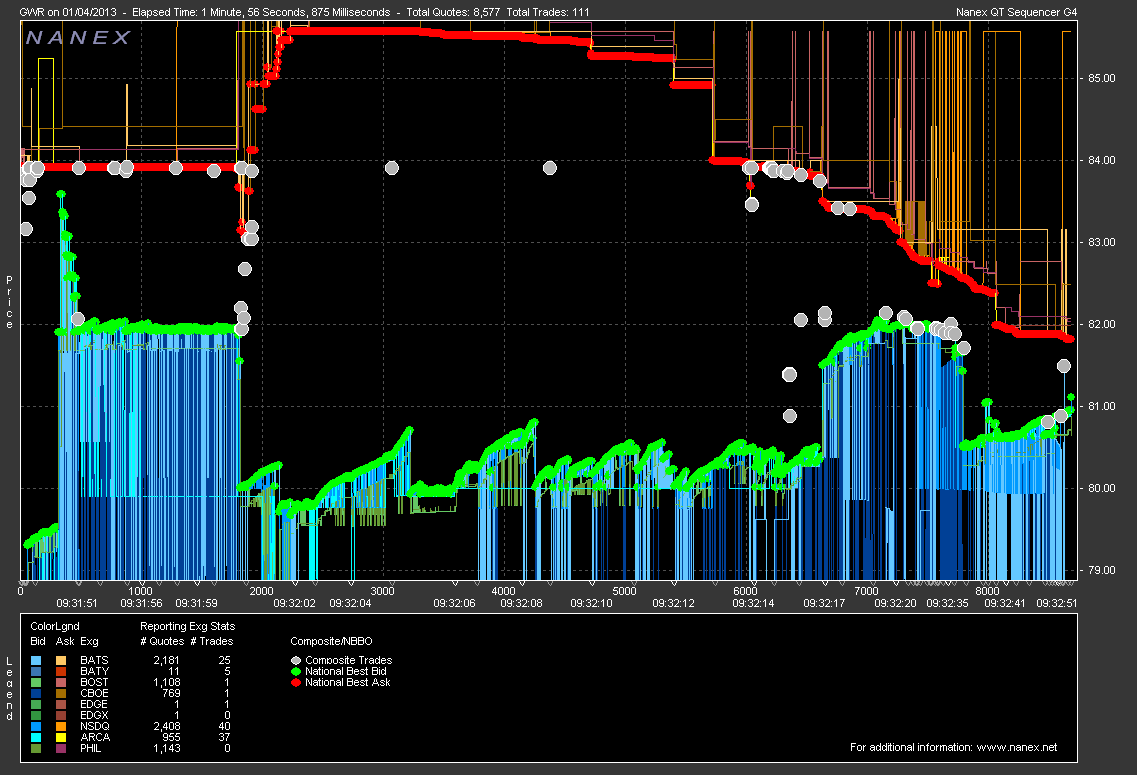 GWR on 01/04/2013 - Elapsed Time: 1 Minute, 56 Seconds, 875 Milliseconds - Total Quotes: 8,577 Total Trades: 111
Nanex QT Sequencer G4
NANEX
85.00
84.00
83.00
82.00
81.00
80.00
79.00
Price
0 1000 2000 3000 4000 5000 6000 7000 8000
09:31:51 09:31:56 09:31:59 09:32:02 09:32:04 09:32:06 09:32:08 09:32:10 09:32:12 09:32:14 09:32:17 09:32:20 09:32:35 09:32:41 09:32:51
Legend
ColorLgnd Reporting Exg Stats
Bid Ask Exg # Quotes # Trades Composite/NBBO
BATS 2,181 25
BATY 11 5
BOST 1,108 1
CBOE 769 1
EDGE 1 1
EDGX 1 0
NSDQ 2,408 40
ARCA 955 37
PHIL 1,143 0
Composite Trades
National Best Bid
National Best Ask
For additional information: www.nanex.net